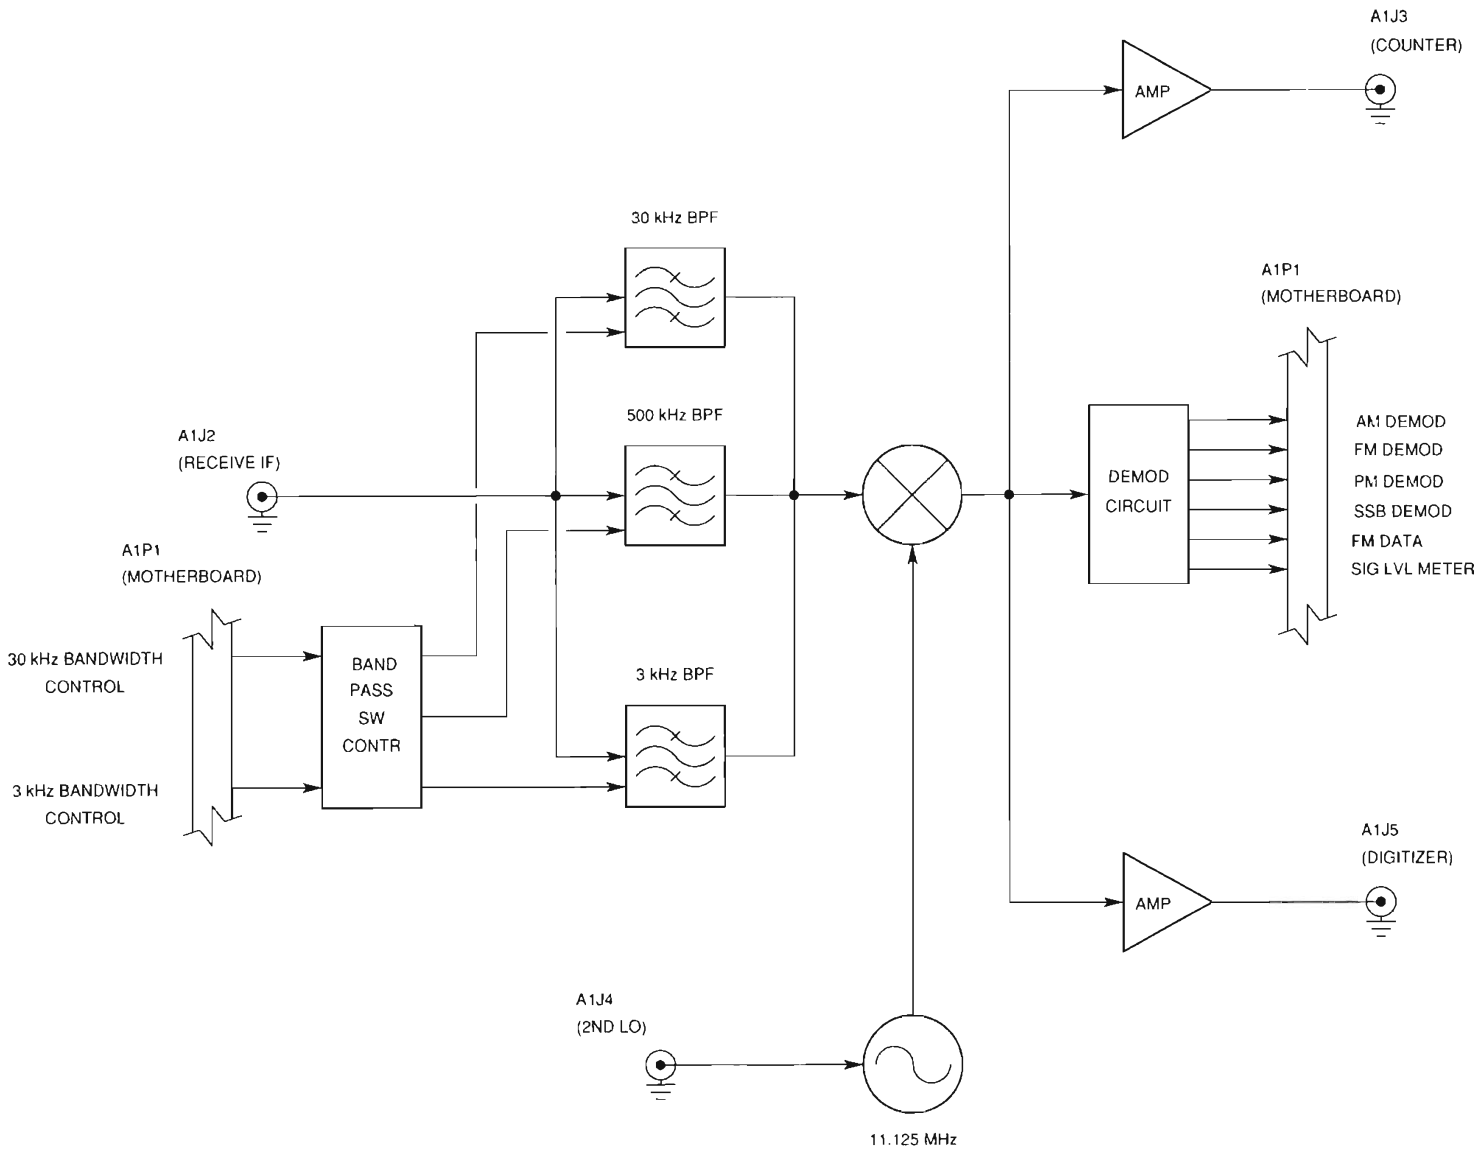 A1J3
(COUNTER)
AMP
30 kHz BPF
A1P1
(MOTHERBOARD)
500 kHz BPF
A1J2
(RECEIVE IF)
AM DEMOD
FM DEMOD
PM DEMOD
SSB DEMOD
FM DATA
SIG LVL METER
DEMOD
CIRCUIT
A1P1
(MOTHERBOARD)
30 kHz BANDWIDTH
CONTROL
BAND
PASS
SW
CONTR
3 kHz BPF
3 kHz BANDWIDTH
CONTROL
A1J5
(DIGITIZER)
AMP
A1J4
(2ND LO)
11.125 MHz